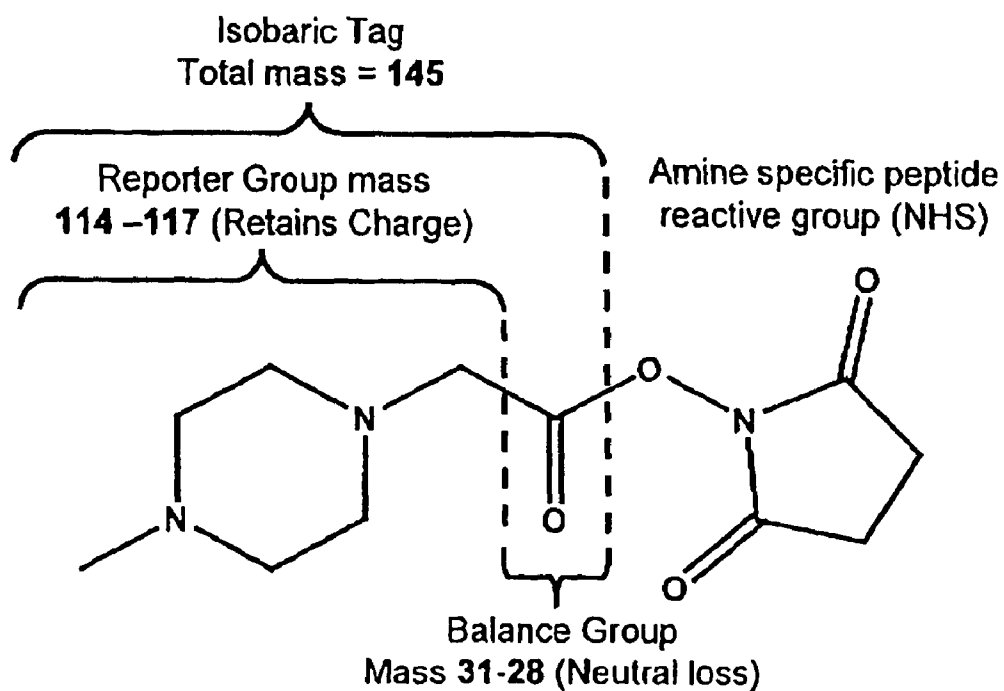 Isobaric Tag
Total mass = 145
Reporter Group mass
114 –117 (Retains Charge)
Amine specific peptide
reactive group (NHS)
O
O
N
N
N
O
O
Balance Group
Mass 31-28 (Neutral loss)